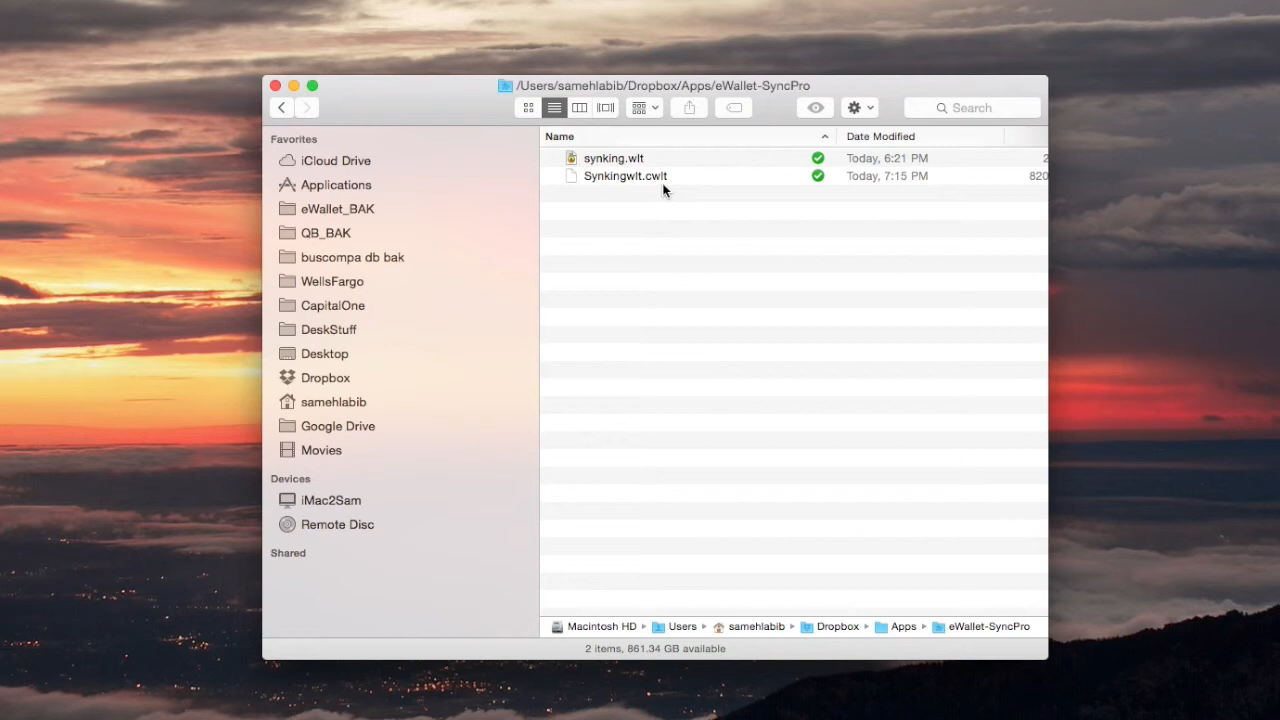 /Users/samehlabib/Dropbox/Apps/eWallet-SyncPro
Search
Favorites
iCloud Drive
Applications
eWallet_BAK
QB_BAK
buscompa db bak
WellsFargo
CapitalOne
DeskStuff
Desktop
Dropbox
samehlabib
Google Drive
Movies
Devices
iMac2Sam
Remote Disc
Shared
Name Date Modified
synking.wlt Today, 6:21 PM 2
Synkingwlt.cwlt Today, 7:15 PM 820
Macintosh HD Users samehlabib Dropbox Apps eWallet-SyncPro
2 items, 861.34 GB available